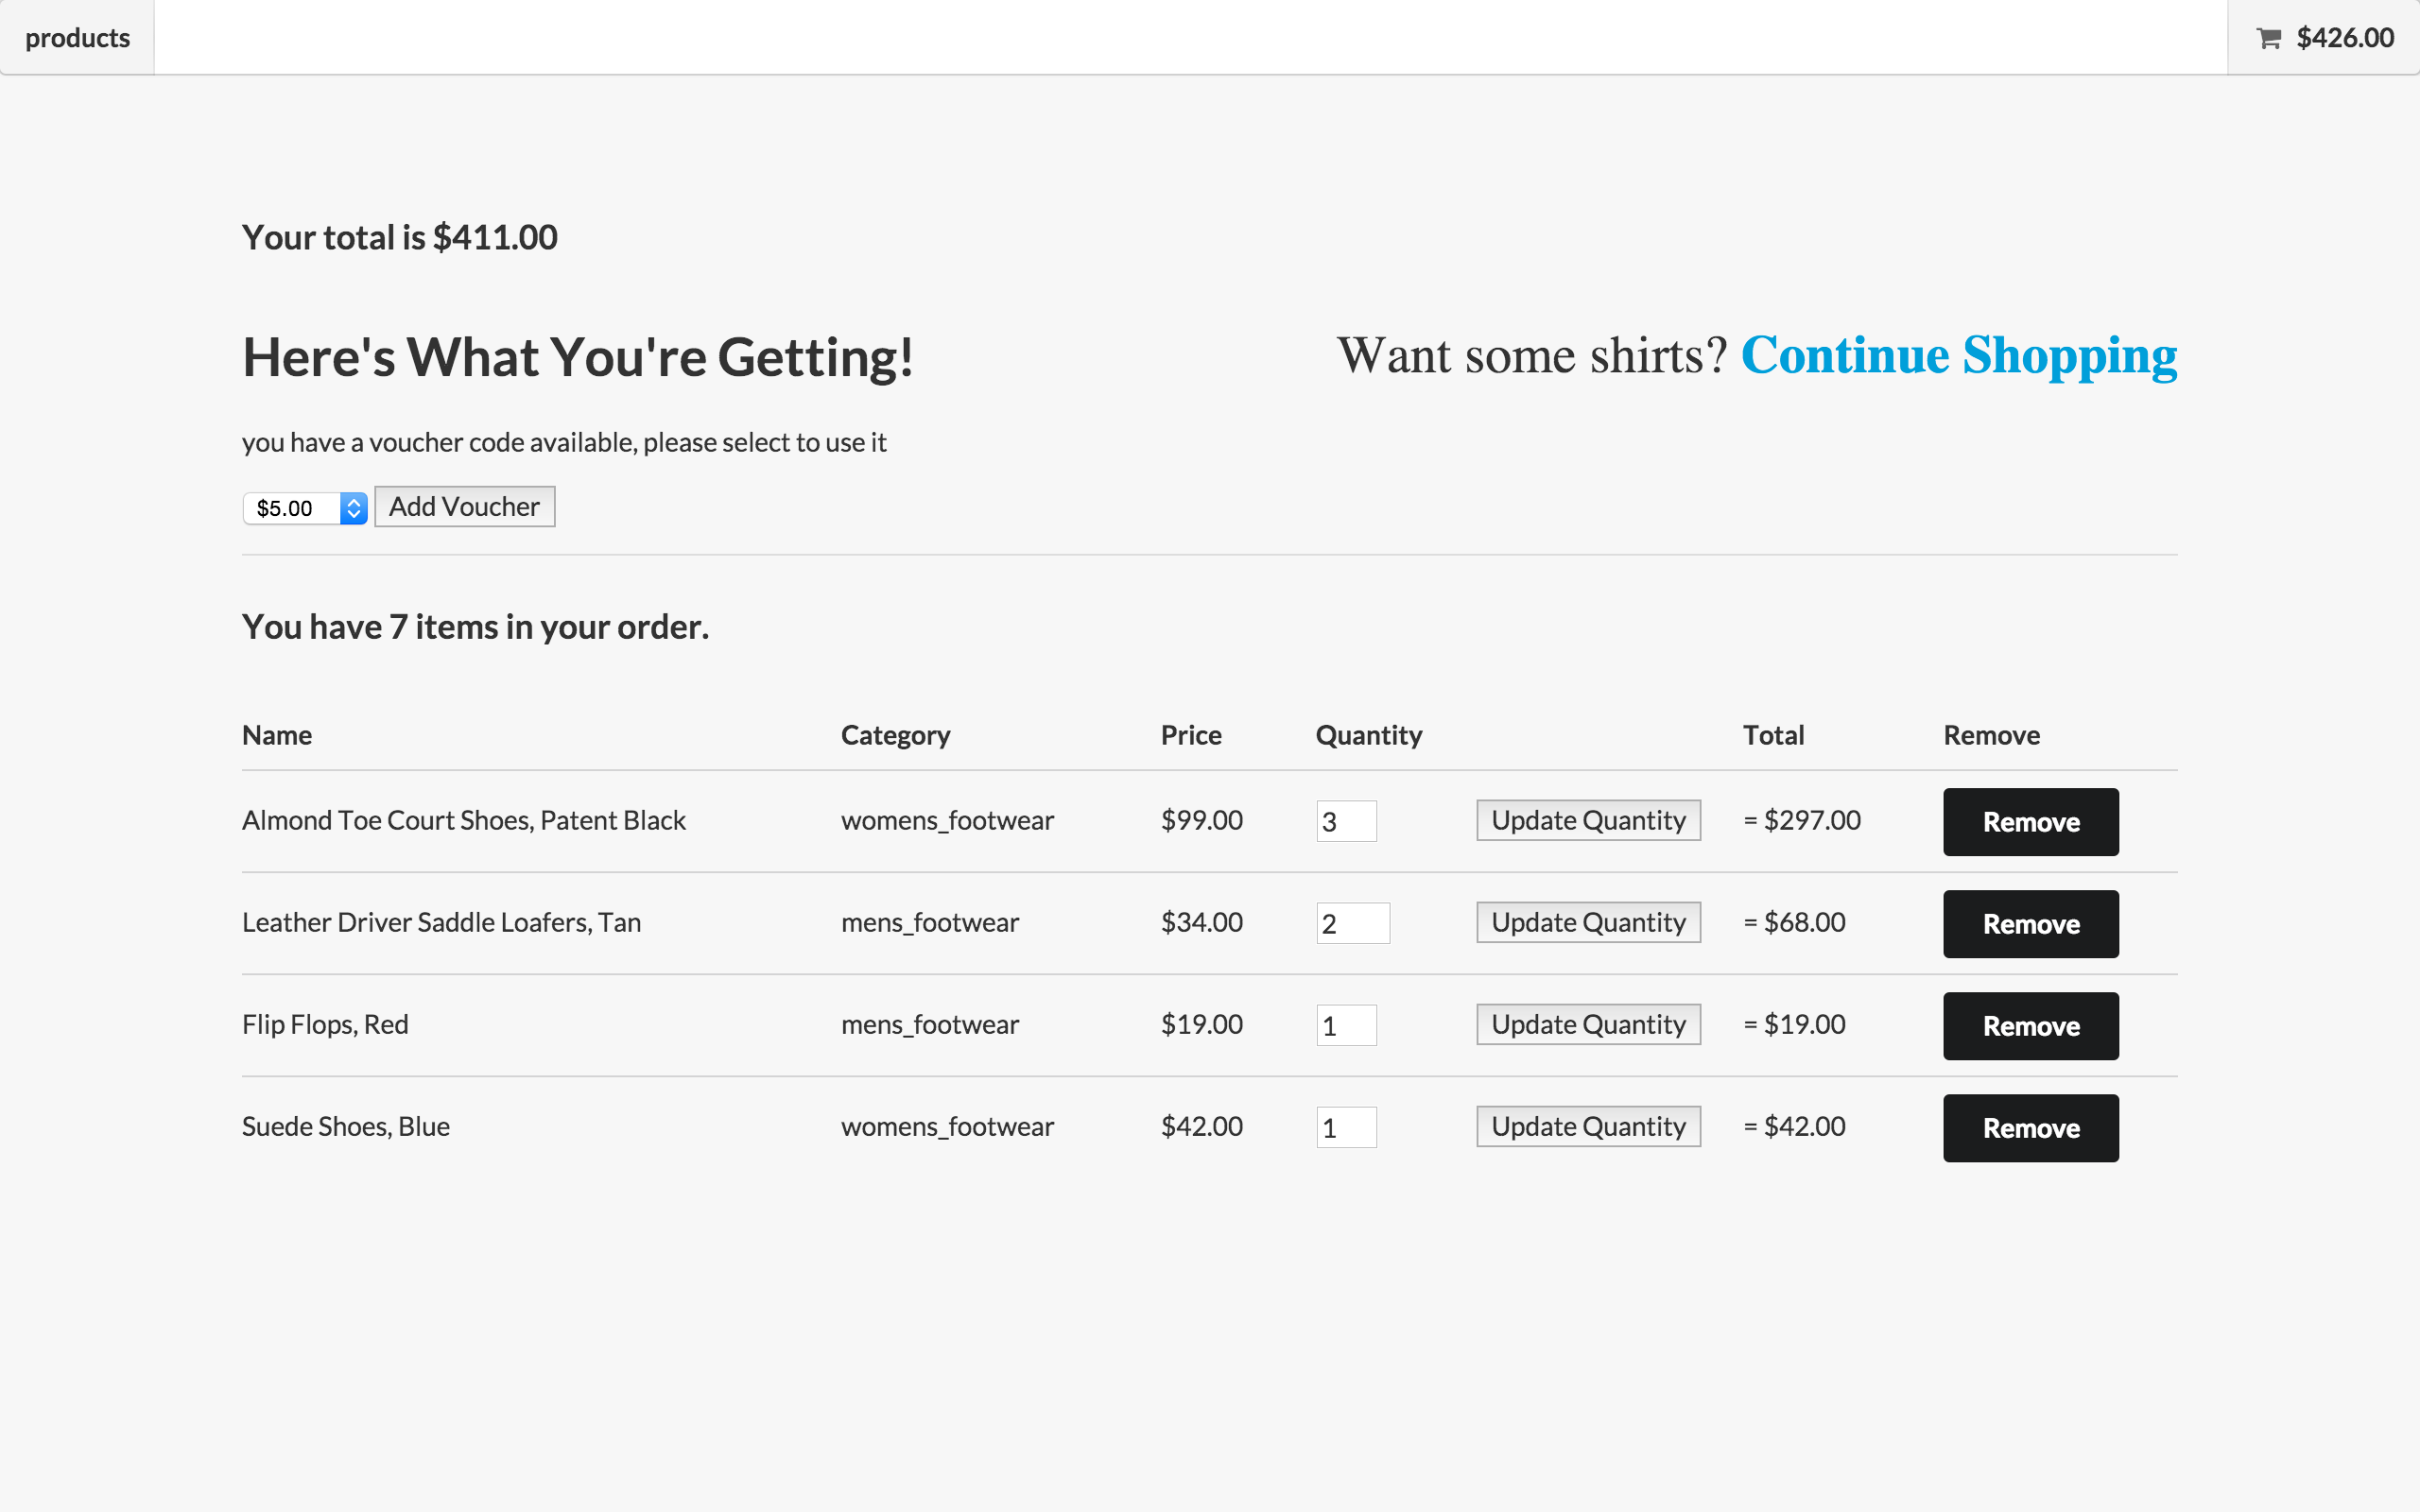 products $426.00
Your total is $411.00
Here's What You're Getting! Want some shirts? Continue Shopping
you have a voucher code available, please select to use it
$5.00 Add Voucher
You have 7 items in your order.
Name Category Price Quantity Total Remove
Almond Toe Court Shoes, Patent Black womens_footwear $99.00 3 Update Quantity = $297.00 Remove
Leather Driver Saddle Loafers, Tan mens_footwear $34.00 2 Update Quantity = $68.00 Remove
Flip Flops, Red mens_footwear $19.00 1 Update Quantity = $19.00 Remove
Suede Shoes, Blue womens_footwear $42.00 1 Update Quantity = $42.00 Remove